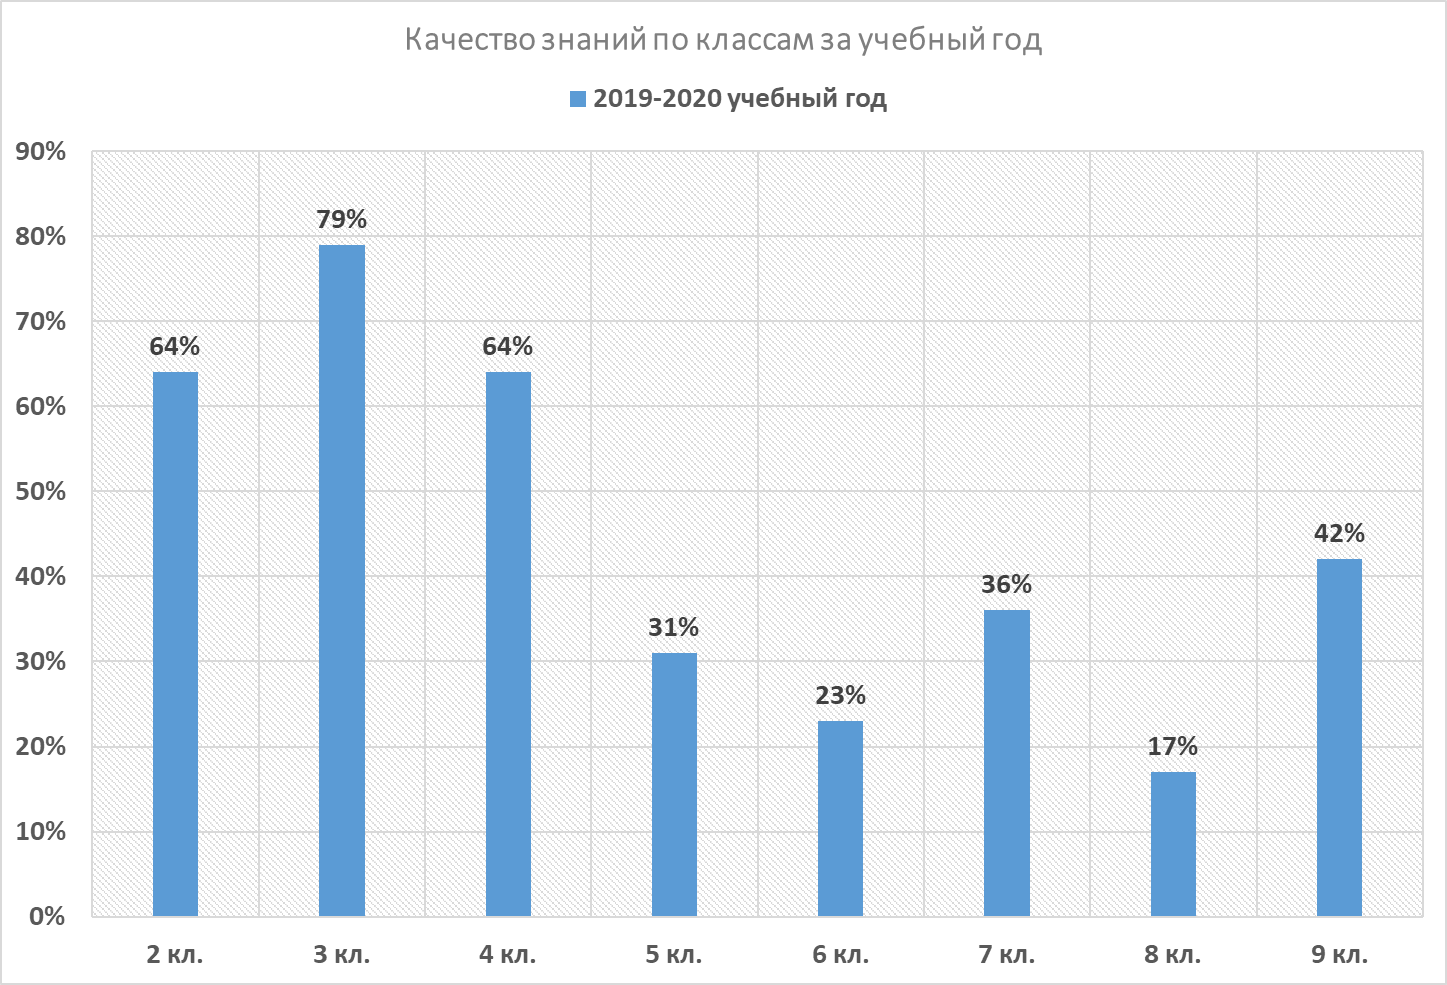 Качество знаний по классам за учебный год
2019-2020 учебный год
90%
80%
70%
60%
50%
40%
30%
20%
10%
0%
64%
79%
64%
31%
23%
36%
17%
42%
2 кл.
3 кл.
4 кл.
5 кл.
6 кл.
7 кл.
8 кл.
9 кл.